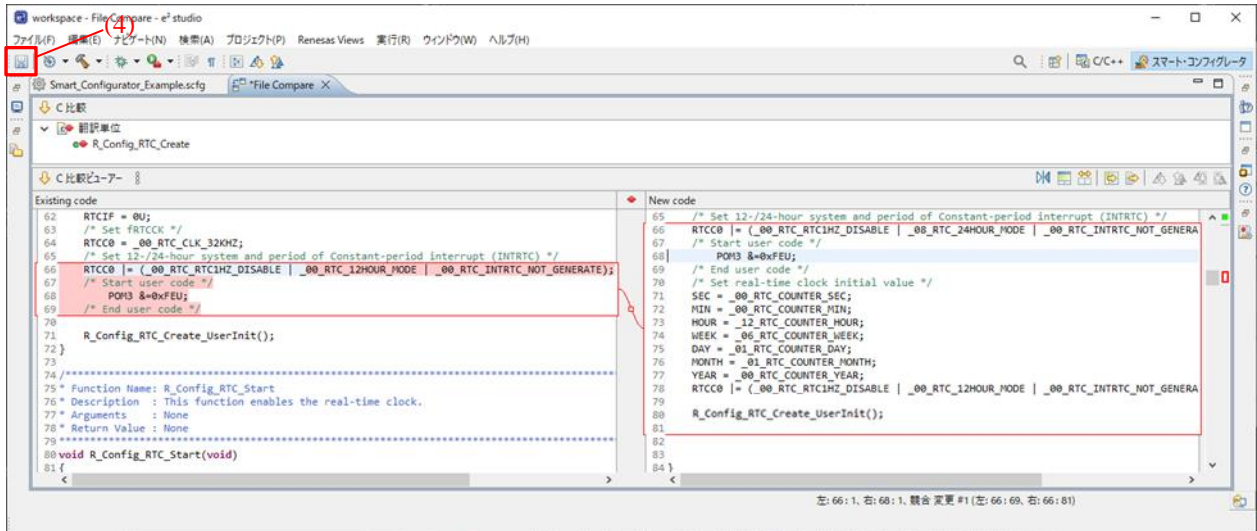 workspace - File Compare - e² studio
(4)
ファイル(F) 編集(E) ナビゲート(N) 検索(A) プロジェクト(P) Renesas Views 実行(R) ウィンドウ(W) ヘルプ(H)
C/C++ スマート・コンフィグレータ
Smart_Configurator_Example.scfg *File Compare
C 比較
翻訳単位
R_Config_RTC_Create
C 比較ビューアー
Existing code
62 RTCIF = 0U;
63 /* Set fRTCCK */
64 RTCC0 = _00_RTC_CLK_32KHZ;
65 /* Set 12-/24-hour system and period of Constant-period interrupt (INTRTC) */
66 RTCC0 |= (_00_RTC_RTC1HZ_DISABLE | _00_RTC_12HOUR_MODE | _00_RTC_INTRTC_NOT_GENERATE);
67 /* Start user code */
68 POM3 &=0xFEU;
69 /* End user code */
70
71 R_Config_RTC_Create_UserInit();
72 }
73
74 /***********************************************************************************
75 * Function Name: R_Config_RTC_Start
76 * Description : This function enables the real-time clock.
77 * Arguments : None
78 * Return Value : None
79 ***********************************************************************************
80 void R_Config_RTC_Start(void)
81 {
New code
65 /* Set 12-/24-hour system and period of Constant-period interrupt (INTRTC) */
66 RTCC0 |= (_00_RTC_RTC1HZ_DISABLE | _08_RTC_24HOUR_MODE | _00_RTC_INTRTC_NOT_GENERA
67 /* Start user code */
68 POM3 &=0xFEU;
69 /* End user code */
70 /* Set real-time clock initial value */
71 SEC = _00_RTC_COUNTER_SEC;
72 MIN = _00_RTC_COUNTER_MIN;
73 HOUR = _12_RTC_COUNTER_HOUR;
74 WEEK = _06_RTC_COUNTER_WEEK;
75 DAY = _01_RTC_COUNTER_DAY;
76 MONTH = _01_RTC_COUNTER_MONTH;
77 YEAR = _00_RTC_COUNTER_YEAR;
78 RTCC0 |= (_00_RTC_RTC1HZ_DISABLE | _00_RTC_12HOUR_MODE | _00_RTC_INTRTC_NOT_GENERA
79
80 R_Config_RTC_Create_UserInit();
81
82
83
84 }
左: 66 : 1、右: 68 : 1、競合 変更 #1 (左: 66 : 69、右: 66 : 81)